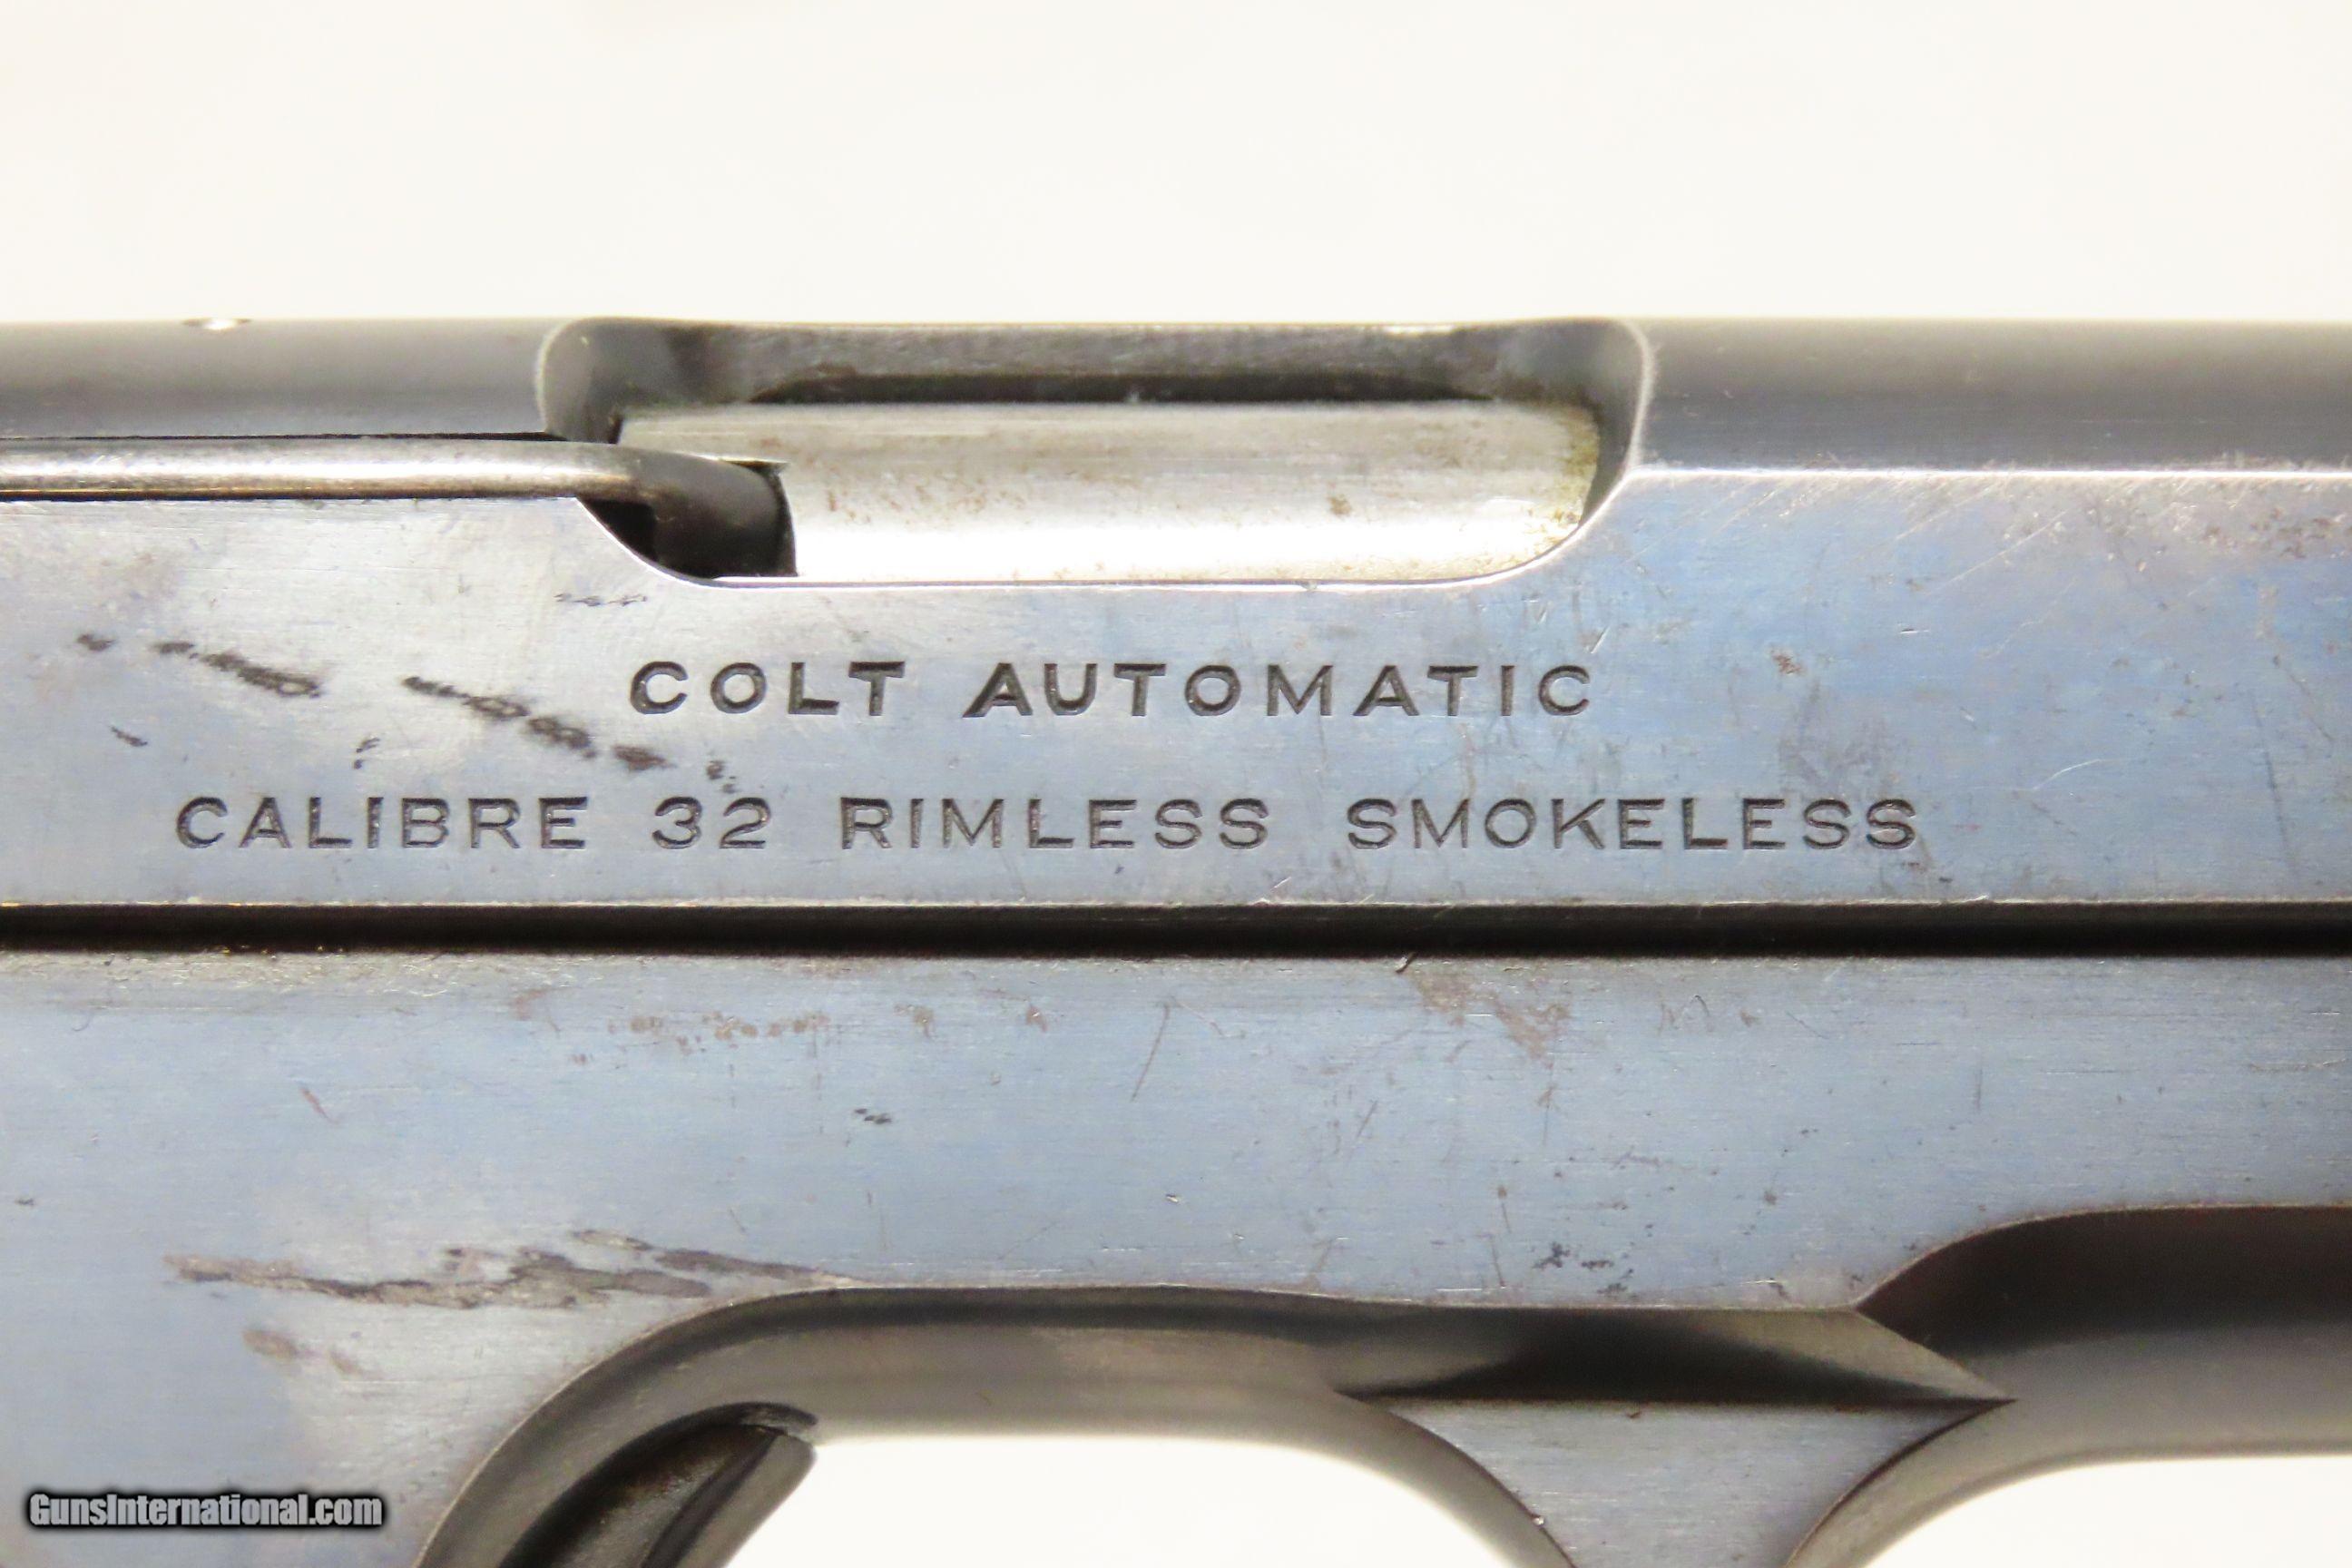 COLT AUTOMATIC
CALIBRE 32 RIMLESS SMOKELESS
GunsInternational.com